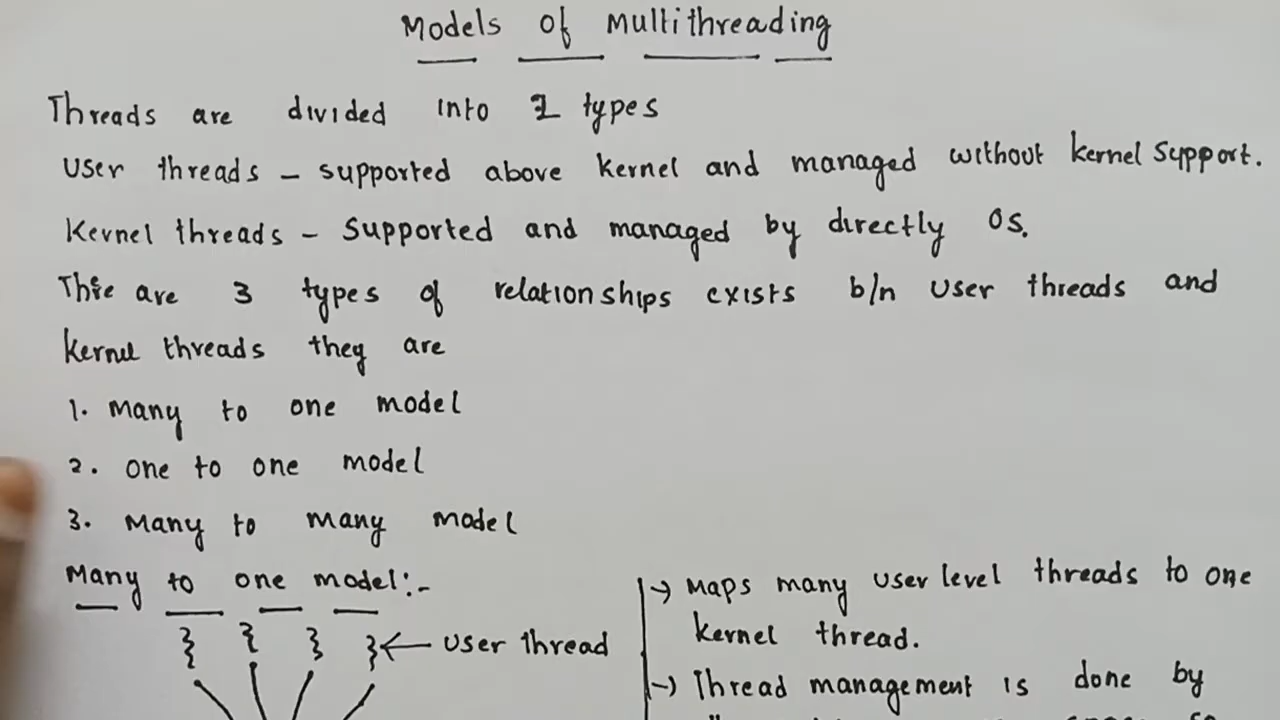 Models of Multithreading
Threads are divided into 2 types
User threads - supported above kernel and managed without kernel support.
Kernel threads - Supported and managed by directly OS.
There are 3 types of relationships exists b/n user threads and
kernel threads they are
1. Many to one model
2. one to one model
3. Many to many model
Many to one model:-
← user thread
→ Maps many user level threads to one
kernel thread.
→ Thread management is done by